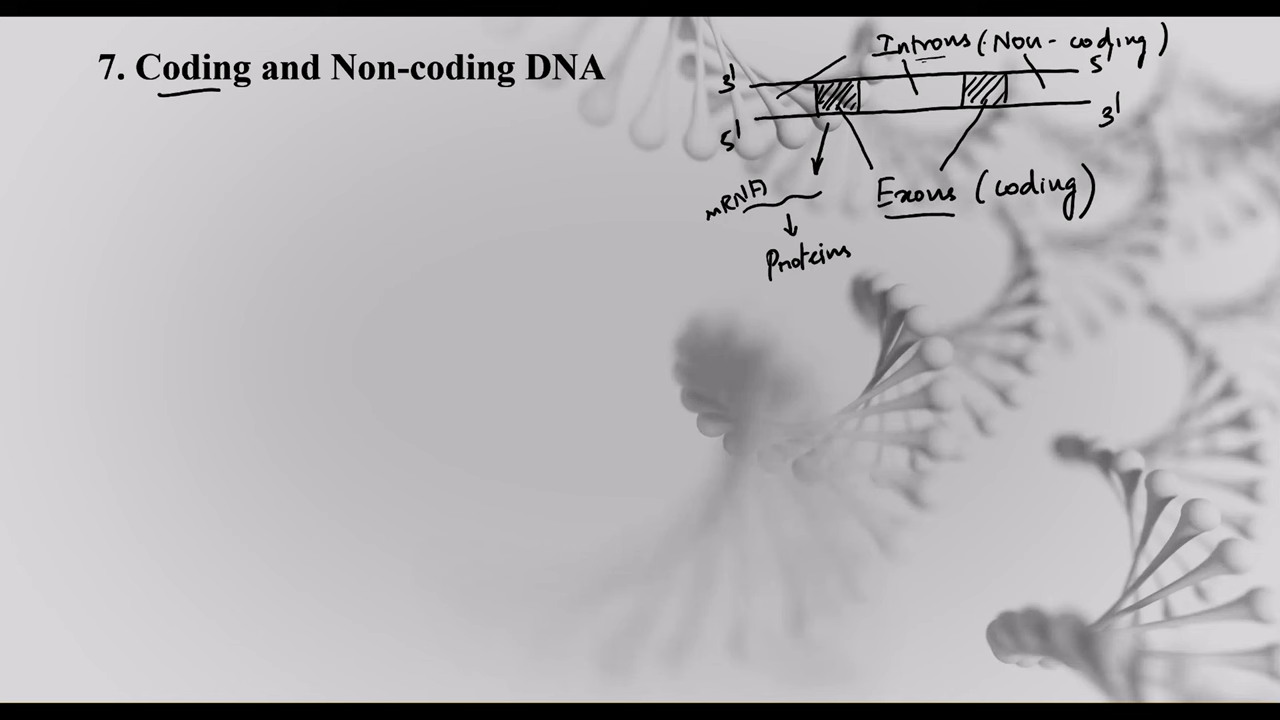 7. Coding and Non-coding DNA
Introns (Non-coding)
3' 5'
5' 3'
Exons (coding)
mRNA
Proteins